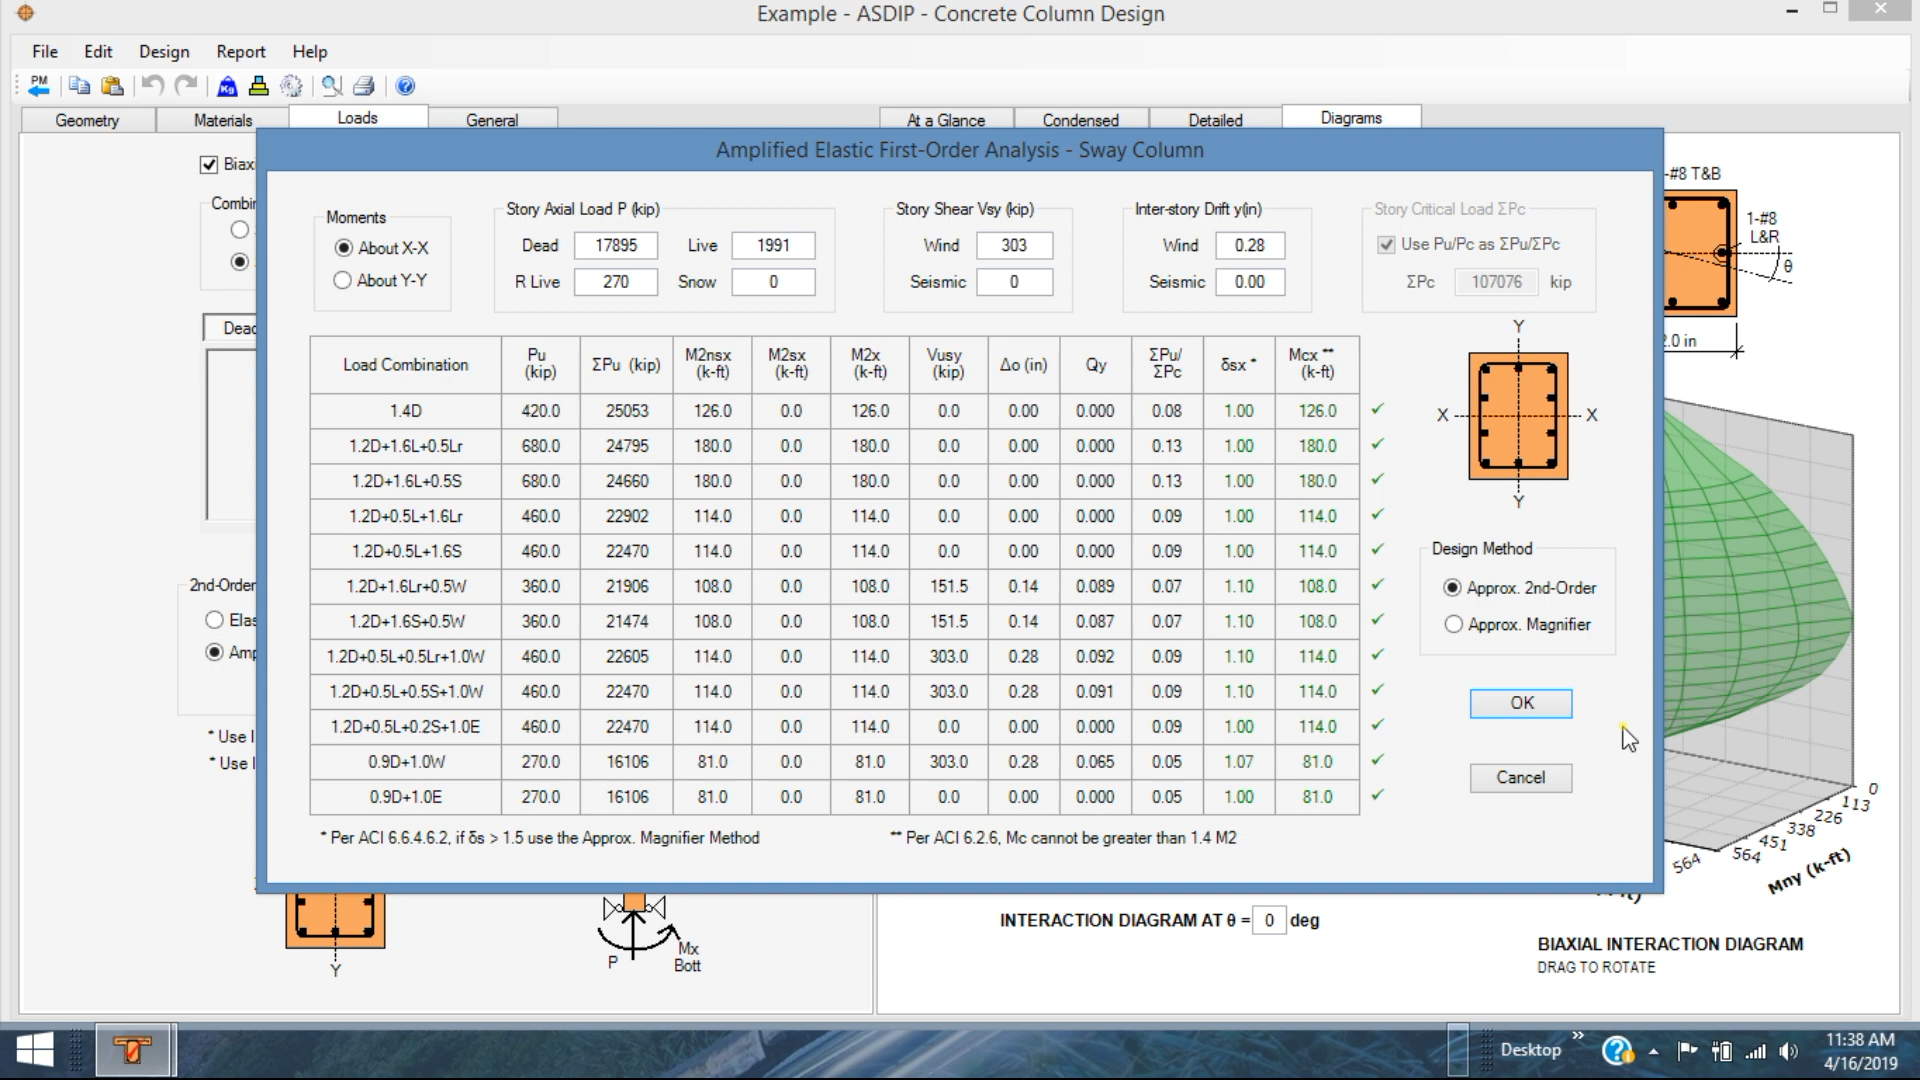 Example - ASDIP - Concrete Column Design
File Edit Design Report Help
PM
Kg
Geometry Materials Loads General At a Glance Condensed Detailed Diagrams
Amplified Elastic First-Order Analysis - Sway Column
Biax
Combin
Dead
2nd-Order
Elas
Amp
* Use I
* Use I
Moments
About X-X
About Y-Y
Story Axial Load P (kip)
Dead 17895 Live 1991
R Live 270 Snow 0
Story Shear Vsy (kip)
Wind 303
Seismic 0
Inter-story Drift y(in)
Wind 0.28
Seismic 0.00
Story Critical Load ΣPc
Use Pu/Pc as ΣPu/ΣPc
ΣPc 107076 kip
Load Combination Pu (kip) ΣPu (kip) M2nsx (k-ft) M2sx (k-ft) M2x (k-ft) Vusy (kip) Δo (in) Qy ΣPu/ ΣPc δsx * Mcx ** (k-ft)
1.4D 420.0 25053 126.0 0.0 126.0 0.0 0.00 0.000 0.08 1.00 126.0
1.2D+1.6L+0.5Lr 680.0 24795 180.0 0.0 180.0 0.0 0.00 0.000 0.13 1.00 180.0
1.2D+1.6L+0.5S 680.0 24660 180.0 0.0 180.0 0.0 0.00 0.000 0.13 1.00 180.0
1.2D+0.5L+1.6Lr 460.0 22902 114.0 0.0 114.0 0.0 0.00 0.000 0.09 1.00 114.0
1.2D+0.5L+1.6S 460.0 22470 114.0 0.0 114.0 0.0 0.00 0.000 0.09 1.00 114.0
1.2D+1.6Lr+0.5W 360.0 21906 108.0 0.0 108.0 151.5 0.14 0.089 0.07 1.10 108.0
1.2D+1.6S+0.5W 360.0 21474 108.0 0.0 108.0 151.5 0.14 0.087 0.07 1.10 108.0
1.2D+0.5L+0.5Lr+1.0W 460.0 22605 114.0 0.0 114.0 303.0 0.28 0.092 0.09 1.10 114.0
1.2D+0.5L+0.5S+1.0W 460.0 22470 114.0 0.0 114.0 303.0 0.28 0.091 0.09 1.10 114.0
1.2D+0.5L+0.2S+1.0E 460.0 22470 114.0 0.0 114.0 0.0 0.00 0.000 0.09 1.00 114.0
0.9D+1.0W 270.0 16106 81.0 0.0 81.0 303.0 0.28 0.065 0.05 1.07 81.0
0.9D+1.0E 270.0 16106 81.0 0.0 81.0 0.0 0.00 0.000 0.05 1.00 81.0
* Per ACI 6.6.4.6.2, if δs > 1.5 use the Approx. Magnifier Method
** Per ACI 6.2.6, Mc cannot be greater than 1.4 M2
Y
X X
Y
Design Method
Approx. 2nd-Order
Approx. Magnifier
OK
Cancel
-#8 T&B
1-#8
L&R
θ
2.0 in
0
113
226
338
451
564
564
Mny (k-ft)
Y
P
Mx
Bott
INTERACTION DIAGRAM AT θ = 0 deg
BIAXIAL INTERACTION DIAGRAM
DRAG TO ROTATE
Desktop
11:38 AM
4/16/2019